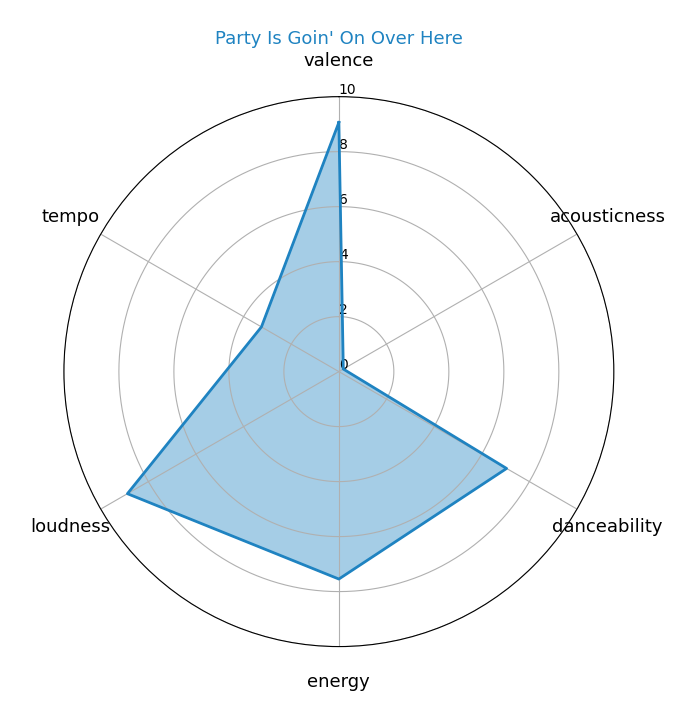 Party Is Goin' On Over Here
valence
10
8
6
4
2
0
tempo
acousticness
loudness
danceability
energy